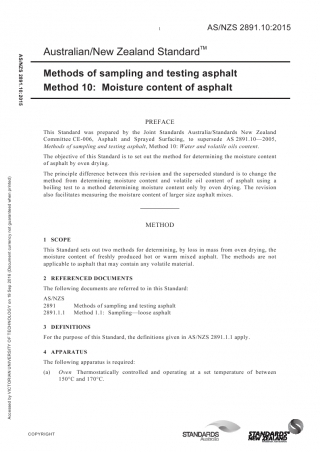 1
AS/NZS 2891.10:2015
AS/NZS 2891.10:2015
Australian/New Zealand Standard™
Methods of sampling and testing asphalt
Method 10: Moisture content of asphalt
PREFACE
This Standard was prepared by the Joint Standards Australia/Standards New Zealand
Committee CE-006, Asphalt and Sprayed Surfacing, to supersede AS 2891.10—2005,
Methods of sampling and testing asphalt, Method 10: Water and volatile oils content.
The objective of this Standard is to set out the method for determining the moisture content
of asphalt by oven drying.
The principle difference between this revision and the superseded standard is to change the
method from determining moisture content and volatile oil content of asphalt using a
boiling test to a method determining moisture content only by oven drying. The revision
also facilitates measuring the moisture content of larger size asphalt mixes.
METHOD
1 SCOPE
This Standard sets out two methods for determining, by loss in mass from oven drying, the
moisture content of freshly produced hot or warm mixed asphalt. The methods are not
applicable to asphalt that may contain any volatile material.
2 REFERENCED DOCUMENTS
The following documents are referred to in this Standard:
AS/NZS
2891 Methods of sampling and testing asphalt
2891.1.1 Method 1.1: Sampling—loose asphalt
3 DEFINITIONS
For the purpose of this Standard, the definitions given in AS/NZS 2891.1.1 apply.
4 APPARATUS
The following apparatus is required:
(a) Oven Thermostatically controlled and operating at a set temperature of between
150°C and 170°C.
Accessed by VICTORIAN UNIVERSITY OF TECHNOLOGY on 16 Sep 2016 (Document currency not guaranteed when printed)
COPYRIGHT
STANDARDS
Australia
STANDARDS
NEW ZEALAND